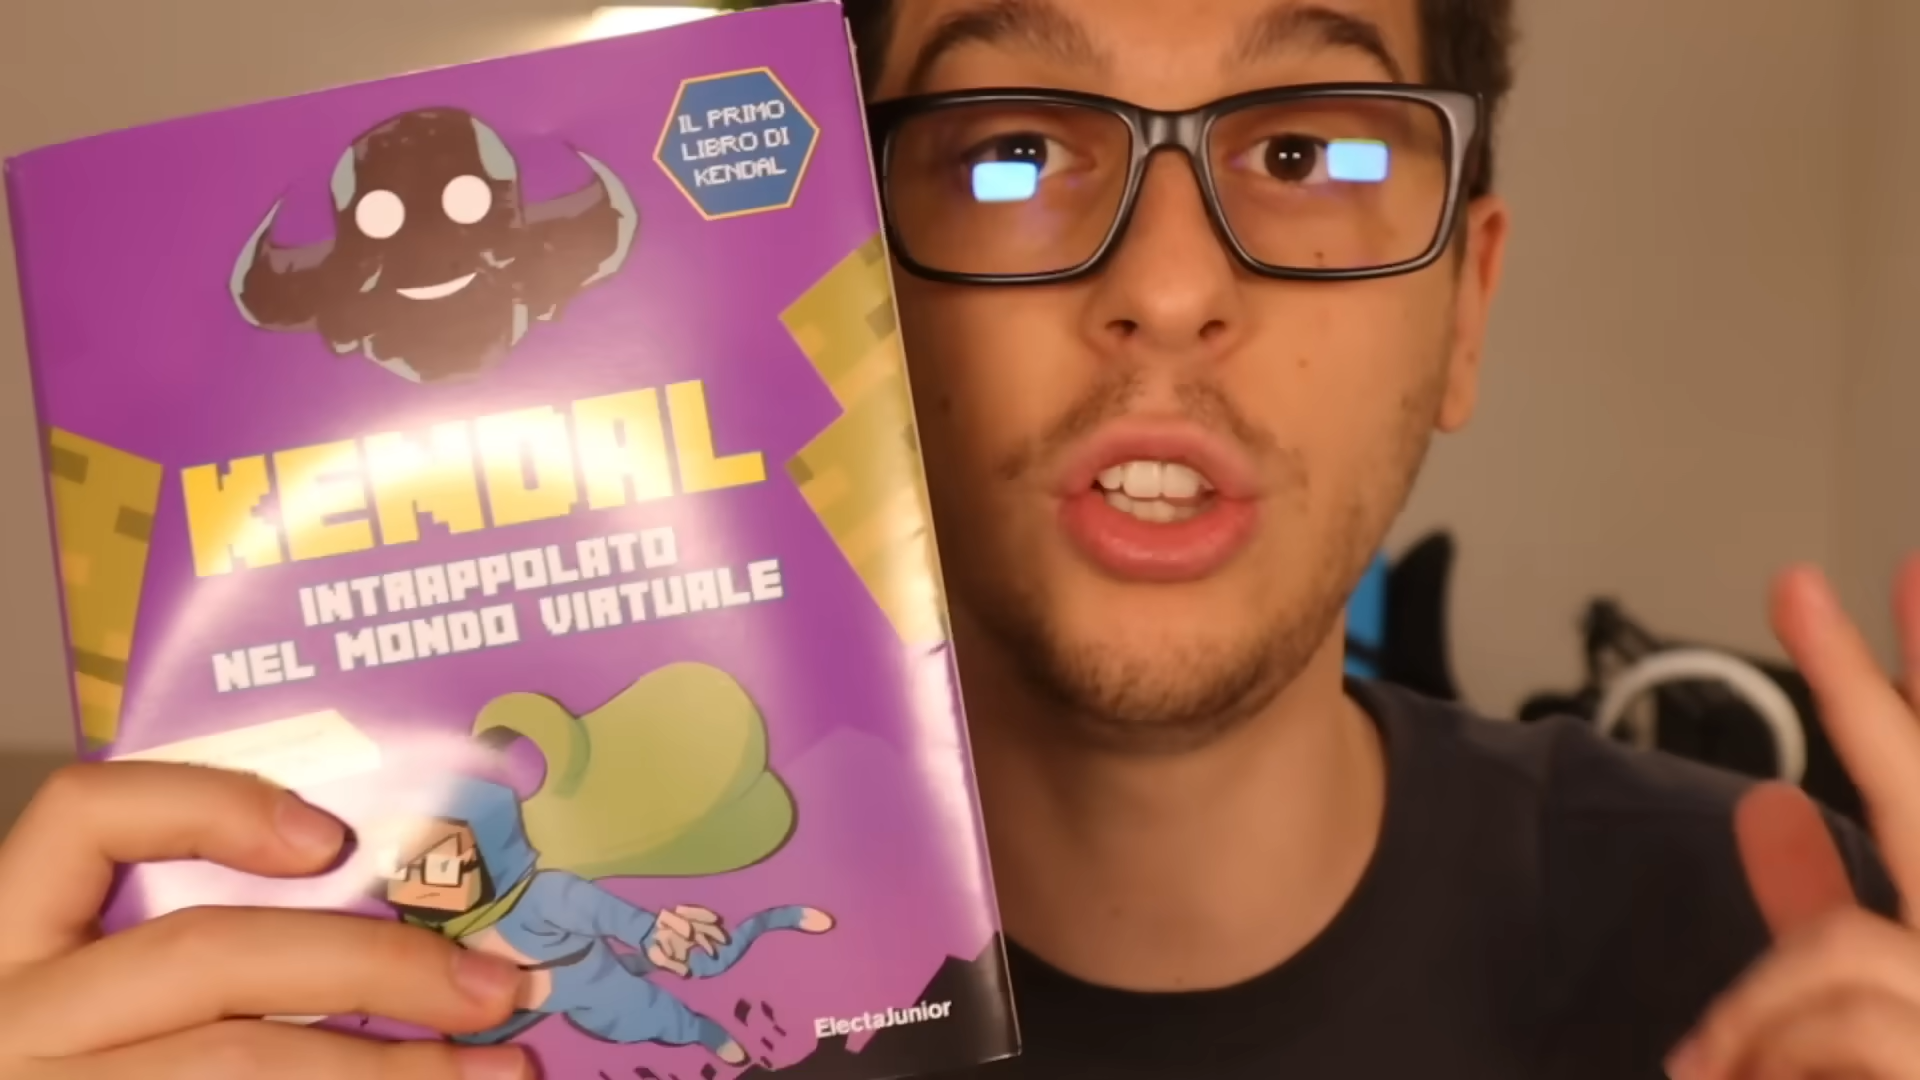 IL PRIMO
LIBRO DI
KENDAL
KENDAL
INTRAPPOLATO
NEL MONDO VIRTUALE
ElectaJunior